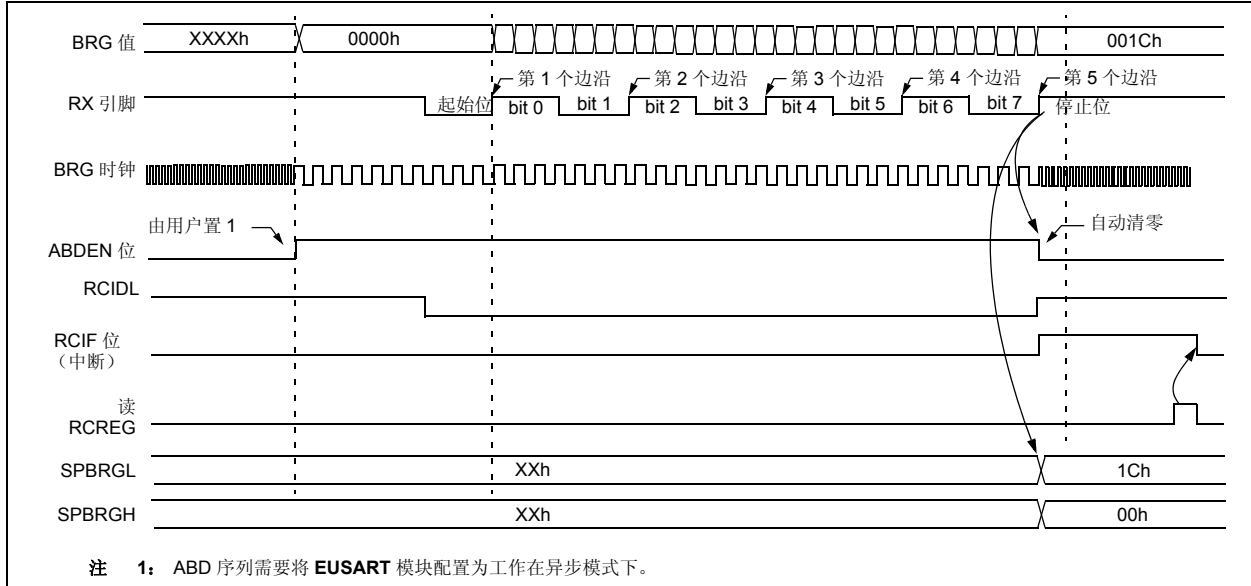 BRG 值 XXXXh 0000h 001Ch
第 1 个边沿 第 2 个边沿 第 3 个边沿 第 4 个边沿 第 5 个边沿
RX 引脚 起始位 bit 0 bit 1 bit 2 bit 3 bit 4 bit 5 bit 6 bit 7 停止位
BRG 时钟
由用户置 1 自动清零
ABDEN 位
RCIDL
RCIF 位
（中断）
读
RCREG
SPBRGL XXh 1Ch
SPBRGH XXh 00h
注 1： ABD 序列需要将 EUSART 模块配置为工作在异步模式下。